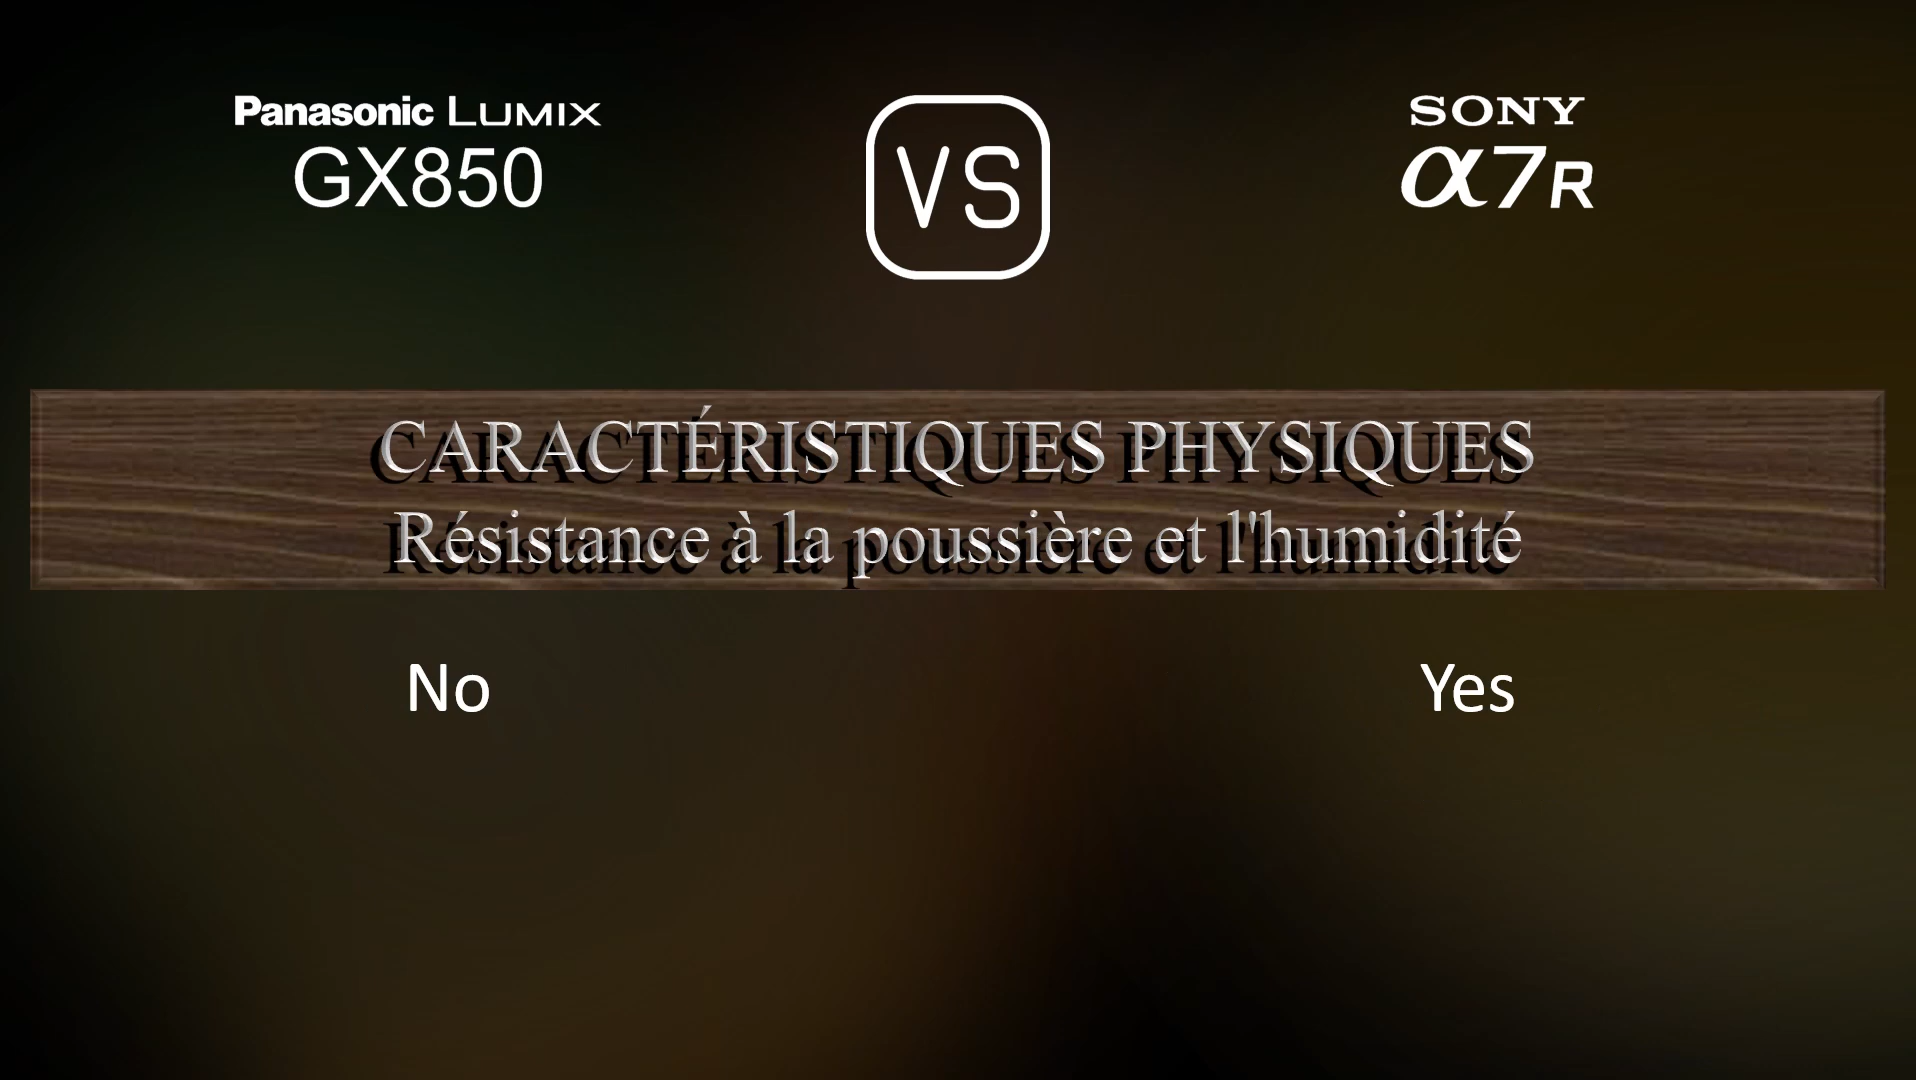 Panasonic LUMIX
GX850
VS
SONY
α7R
CARACTÉRISTIQUES PHYSIQUES
Résistance à la poussière et l'humidité
No
Yes